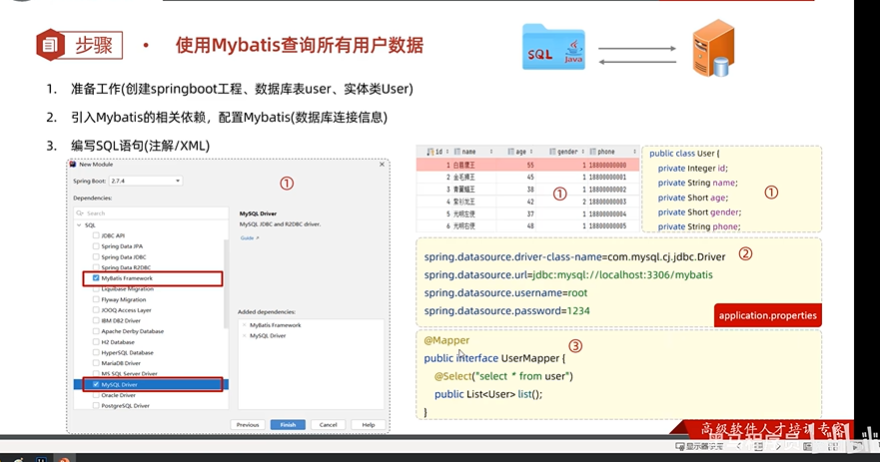 步骤
使用Mybatis查询所有用户数据
SQL
Java
1. 准备工作(创建springboot工程、数据库表user、实体类User)
2. 引入Mybatis的相关依赖，配置Mybatis(数据库连接信息)
3. 编写SQL语句(注解/XML)
New Module
Spring Boot: 2.7.4
Dependencies:
Search
SQL
JDBC API
Spring Data JPA
Spring Data JDBC
Spring Data R2DBC
MyBatis Framework
Liquibase Migration
Flyway Migration
JOOQ Access Layer
IBM DB2 Driver
Apache Derby Database
H2 Database
HyperSQL Database
MariaDB Driver
MS SQL Server Driver
MySQL Driver
Oracle Driver
PostgreSQL Driver
①
MySQL Driver
MySQL JDBC and R2DBC driver.
Guide
Added dependencies:
MyBatis Framework
MySQL Driver
Previous
Finish
Cancel
Help
id name age gender phone
1 白眉鹰王 55 1 18800000000
2 金毛狮王 45 1 18800000001
3 青翼蝠王 38 1 18800000002
4 紫衫龙王 42 2 18800000003
5 光明左使 37 1 18800000004
6 光明右使 48 1 18800000005
①
public class User {
private Integer id;
private String name;
private Short age;
private Short gender;
private String phone;
①
spring.datasource.driver-class-name=com.mysql.cj.jdbc.Driver
②
spring.datasource.url=jdbc:mysql://localhost:3306/mybatis
spring.datasource.username=root
spring.datasource.password=1234
application.properties
@Mapper
③
public interface UserMapper {
@Select("select * from user")
public List<User> list();
}
高级软件人才培训专家